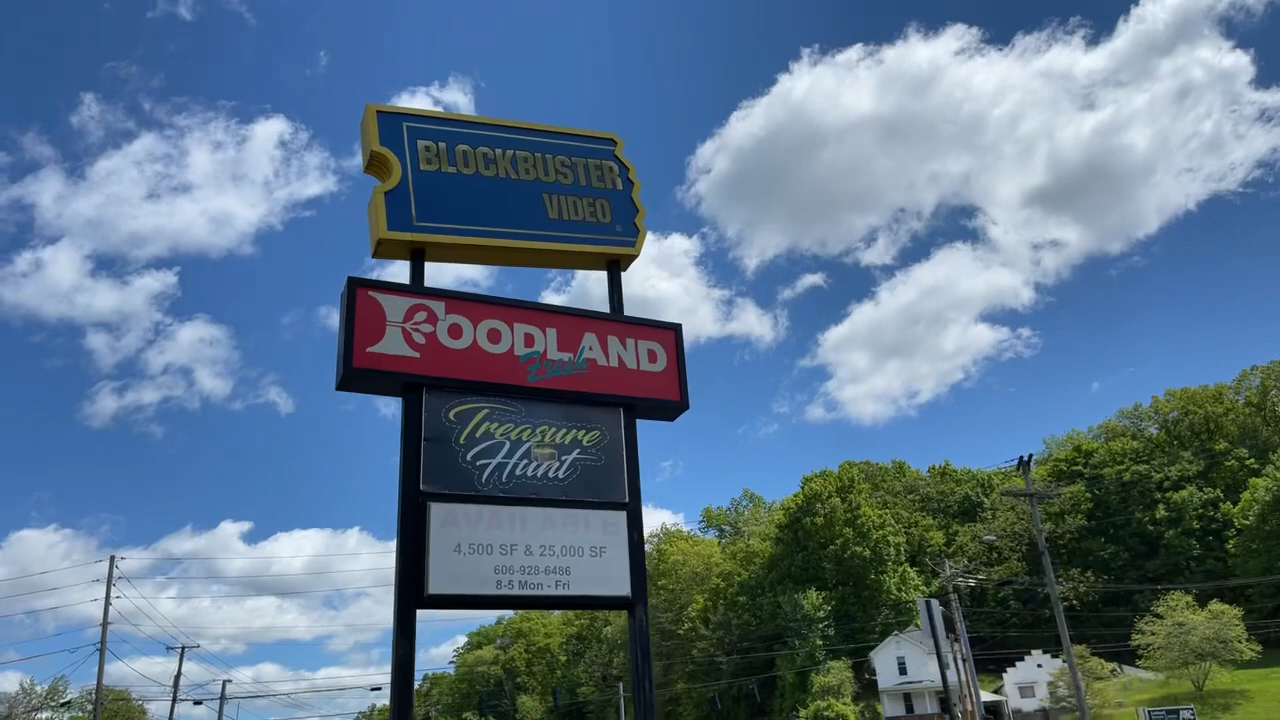 BLOCKBUSTER
VIDEO
FOODLAND
Fresh
Treasure
Hunt
AVAILABLE
4,500 SF & 25,000 SF
606-928-6486
8-5 Mon - Fri